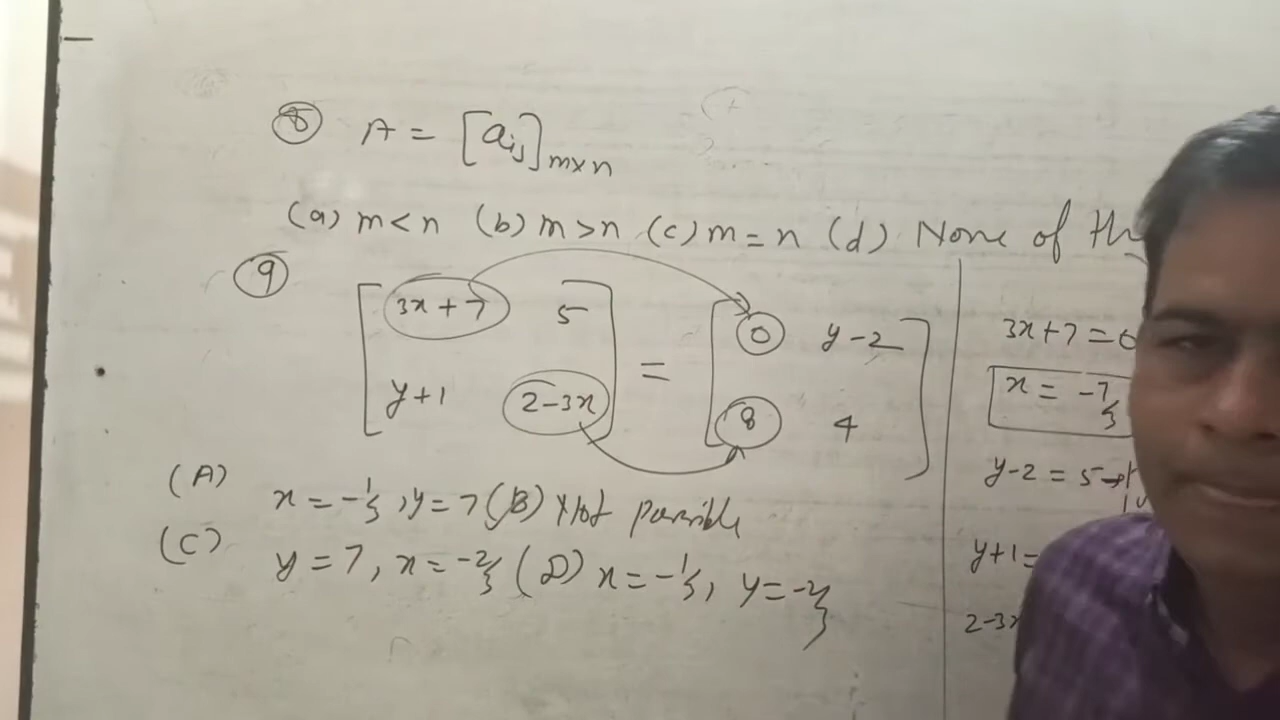 ⑧ A = [aij]m×n
(a) m < n (b) m > n (c) m = n (d) None of
⑨
[3x + 7 5] = [0 y - 2]
[y + 1 2 - 3x] [8 4]
(A) x = -1/3, y = 7 (B) Not possible
(C) y = 7, x = -2/3 (D) x = -1/3, y = -2/3
3x + 7 = 0
x = -7/3
y - 2 = 5 →
y + 1 =
2 - 3x